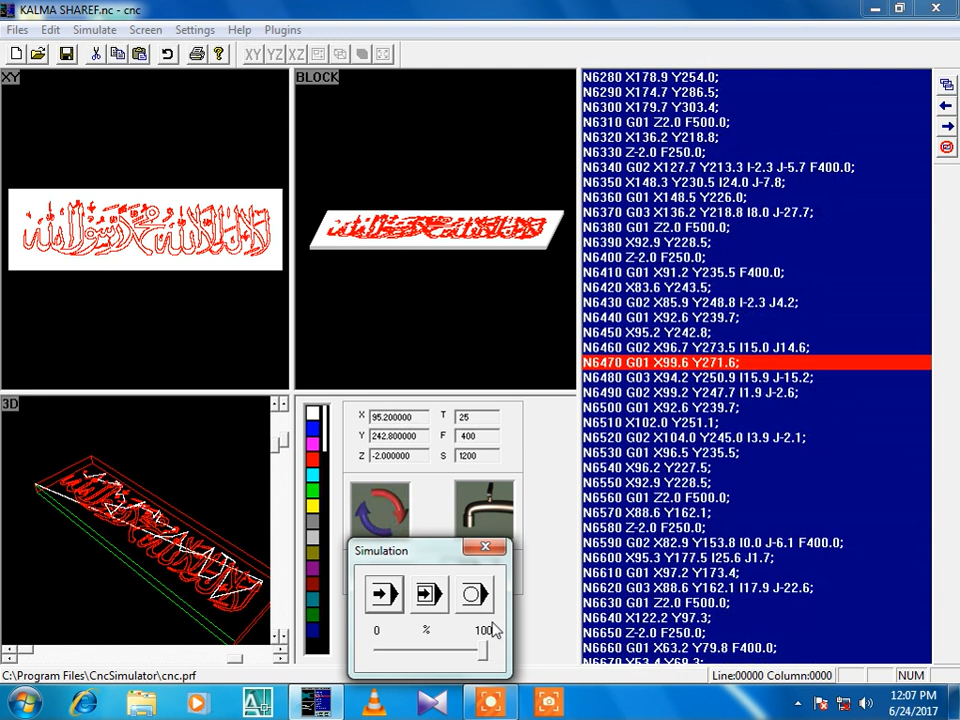 KALMA SHAREF.nc - cnc
Files Edit Simulate Screen Settings Help Plugins
XY YZ XZ
XY
لا إله إلا الله محمد رسول الله
BLOCK
3D
X 95.200000 T 25
Y 242.800000 F 400
Z -2.000000 S 1200
Simulation
0 % 100
N6280 X178.9 Y254.0;
N6290 X174.7 Y286.5;
N6300 X179.7 Y303.4;
N6310 G01 Z2.0 F500.0;
N6320 X136.2 Y218.8;
N6330 Z-2.0 F250.0;
N6340 G02 X127.7 Y213.3 I-2.3 J-5.7 F400.0;
N6350 X148.3 Y230.5 I24.0 J-7.8;
N6360 G01 X148.5 Y226.0;
N6370 G03 X136.2 Y218.8 I8.0 J-27.7;
N6380 G01 Z2.0 F500.0;
N6390 X92.9 Y228.5;
N6400 Z-2.0 F250.0;
N6410 G01 X91.2 Y235.5 F400.0;
N6420 X83.6 Y243.5;
N6430 G02 X85.9 Y248.8 I-2.3 J4.2;
N6440 G01 X92.6 Y239.7;
N6450 X95.2 Y242.8;
N6460 G02 X96.7 Y273.5 I15.0 J14.6;
N6470 G01 X99.6 Y271.6;
N6480 G03 X94.2 Y250.9 I15.9 J-15.2;
N6490 G02 X99.2 Y247.7 I1.9 J-2.6;
N6500 G01 X92.6 Y239.7;
N6510 X102.0 Y251.1;
N6520 G02 X104.0 Y245.0 I3.9 J-2.1;
N6530 G01 X96.5 Y235.5;
N6540 X96.2 Y227.5;
N6550 X92.9 Y228.5;
N6560 G01 Z2.0 F500.0;
N6570 X88.6 Y162.1;
N6580 Z-2.0 F250.0;
N6590 G02 X82.9 Y153.8 I0.0 J-6.1 F400.0;
N6600 X95.3 Y177.5 I25.6 J1.7;
N6610 G01 X97.2 Y173.4;
N6620 G03 X88.6 Y162.1 I17.9 J-22.6;
N6630 G01 Z2.0 F500.0;
N6640 X122.2 Y97.3;
N6650 Z-2.0 F250.0;
N6660 G01 X63.2 Y79.8 F400.0;
N6670 X53.4 Y69.3;
C:\Program Files\CncSimulator\cnc.prf
Line:00000 Column:0000 NUM
12:07 PM
6/24/2017